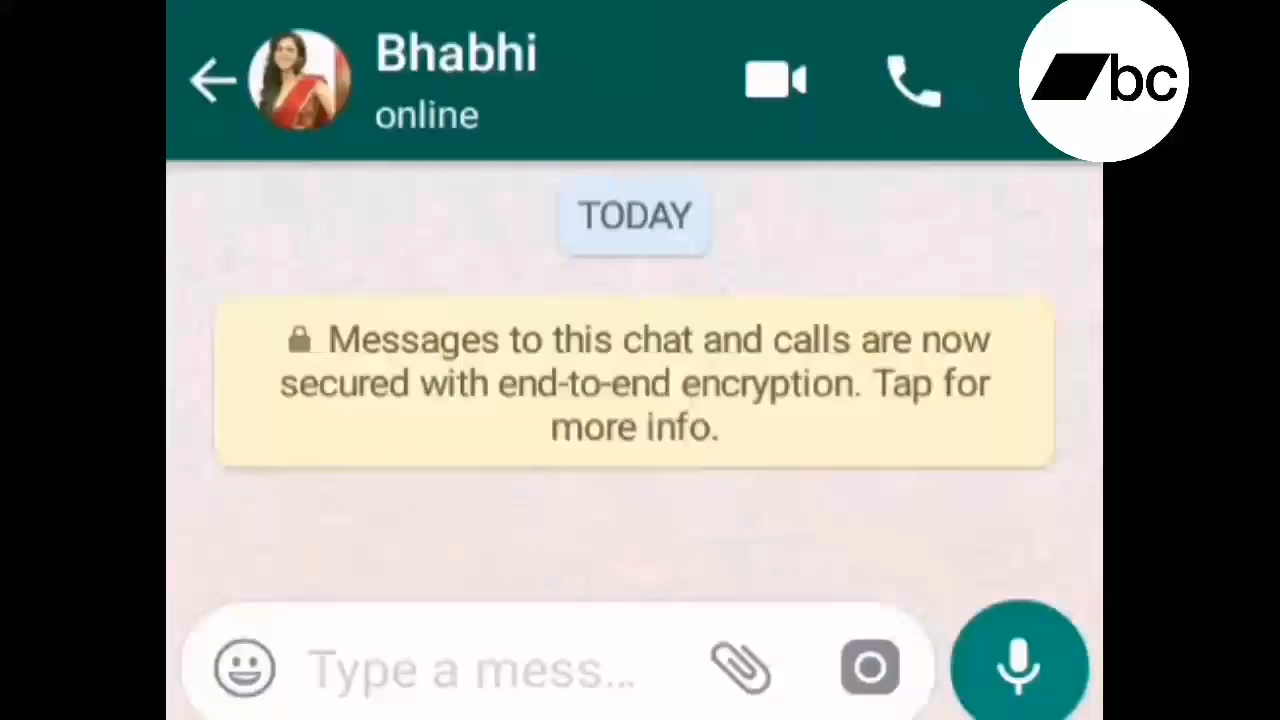 Bhabhi
online
bc
TODAY
Messages to this chat and calls are now
secured with end-to-end encryption. Tap for
more info.
Type a mess...